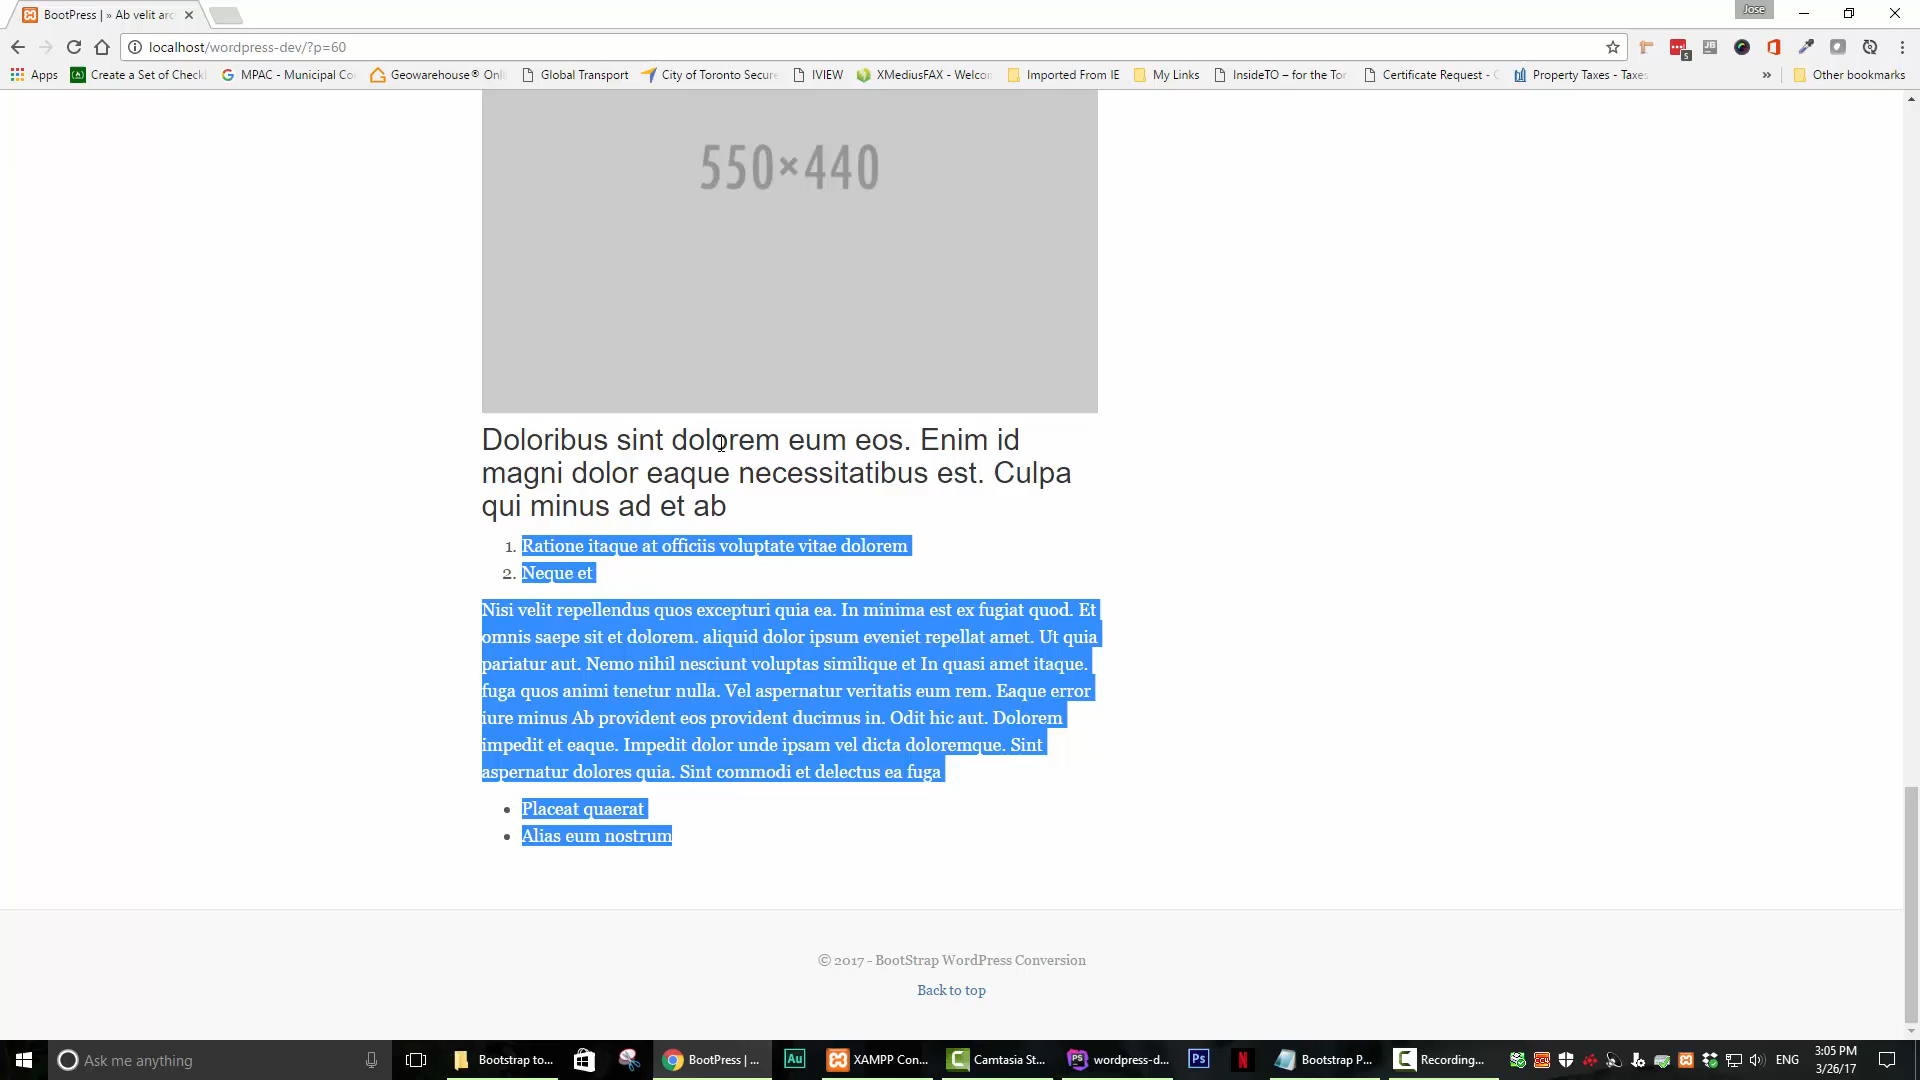 BootPress | » Ab velit arc
Jose
localhost/wordpress-dev/?p=60
5
JB
Apps
Create a Set of Check
MPAC - Municipal Co
Geowarehouse® Onli
Global Transport
City of Toronto Secure
IVIEW
XMediusFAX - Welcom
Imported From IE
My Links
InsideTO – for the Tor
Certificate Request - C
Property Taxes - Taxes
»
Other bookmarks
550×440
Doloribus sint dolorem eum eos. Enim id
magni dolor eaque necessitatibus est. Culpa
qui minus ad et ab
1. Ratione itaque at officiis voluptate vitae dolorem
2. Neque et
Nisi velit repellendus quos excepturi quia ea. In minima est ex fugiat quod. Et
omnis saepe sit et dolorem. aliquid dolor ipsum eveniet repellat amet. Ut quia
pariatur aut. Nemo nihil nesciunt voluptas similique et In quasi amet itaque.
fuga quos animi tenetur nulla. Vel aspernatur veritatis eum rem. Eaque error
iure minus Ab provident eos provident ducimus in. Odit hic aut. Dolorem
impedit et eaque. Impedit dolor unde ipsam vel dicta doloremque. Sint
aspernatur dolores quia. Sint commodi et delectus ea fuga
• Placeat quaerat
• Alias eum nostrum
© 2017 - BootStrap WordPress Conversion
Back to top
Ask me anything
Bootstrap to...
BootPress | ...
Au
XAMPP Con...
Camtasia St...
PS
wordpress-d...
Ps
N
Bootstrap P...
Recording...
ENG
3:05 PM
3/26/17